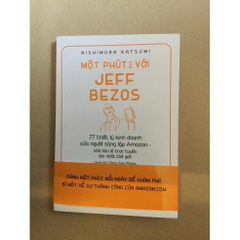 NISHIMURA KATSUMI
MỘT PHÚT VỚI
JEFF
BEZOS
77 triết lý kinh doanh
của người sáng lập Amazon -
nhà bán lẻ trực tuyến
lớn nhất thế giới
DÀNH MỘT PHÚT MỖI NGÀY ĐỂ KHÁM PHÁ
BÍ MẬT VỀ SỰ THÀNH CÔNG CỦA AMAZON.COM